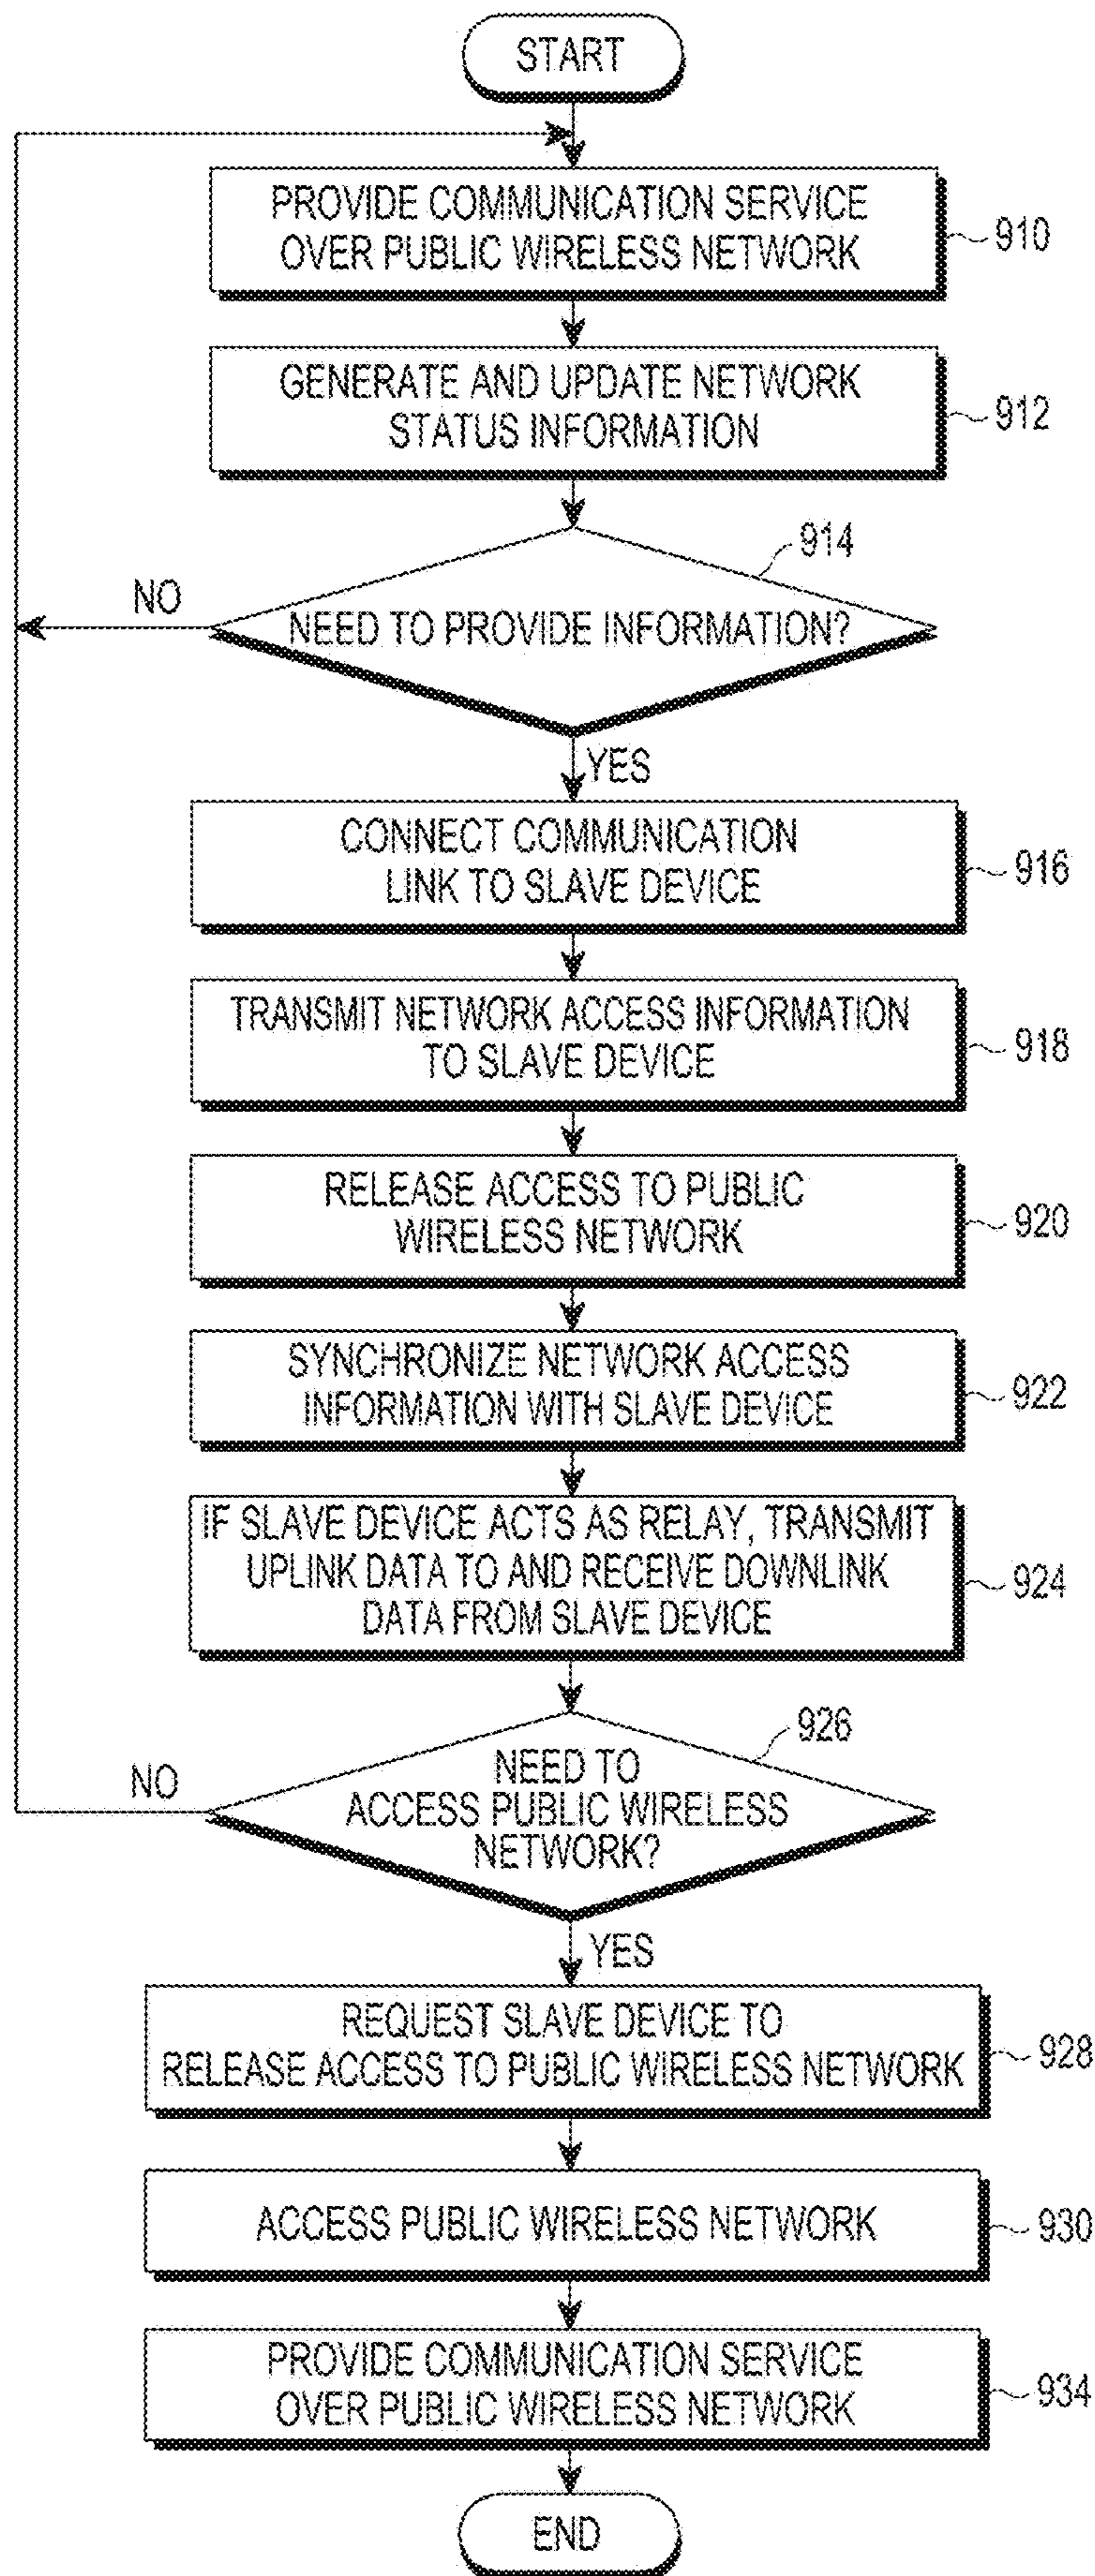 START
PROVIDE COMMUNICATION SERVICE
OVER PUBLIC WIRELESS NETWORK
910
GENERATE AND UPDATE NETWORK
STATUS INFORMATION
912
914
NO
NEED TO PROVIDE INFORMATION?
YES
CONNECT COMMUNICATION
LINK TO SLAVE DEVICE
916
TRANSMIT NETWORK ACCESS INFORMATION
TO SLAVE DEVICE
918
RELEASE ACCESS TO PUBLIC
WIRELESS NETWORK
920
SYNCHRONIZE NETWORK ACCESS
INFORMATION WITH SLAVE DEVICE
922
IF SLAVE DEVICE ACTS AS RELAY, TRANSMIT
UPLINK DATA TO AND RECEIVE DOWNLINK
DATA FROM SLAVE DEVICE
924
926
NO
NEED TO
ACCESS PUBLIC WIRELESS
NETWORK?
YES
REQUEST SLAVE DEVICE TO
RELEASE ACCESS TO PUBLIC WIRELESS NETWORK
928
ACCESS PUBLIC WIRELESS NETWORK
930
PROVIDE COMMUNICATION SERVICE
OVER PUBLIC WIRELESS NETWORK
934
END